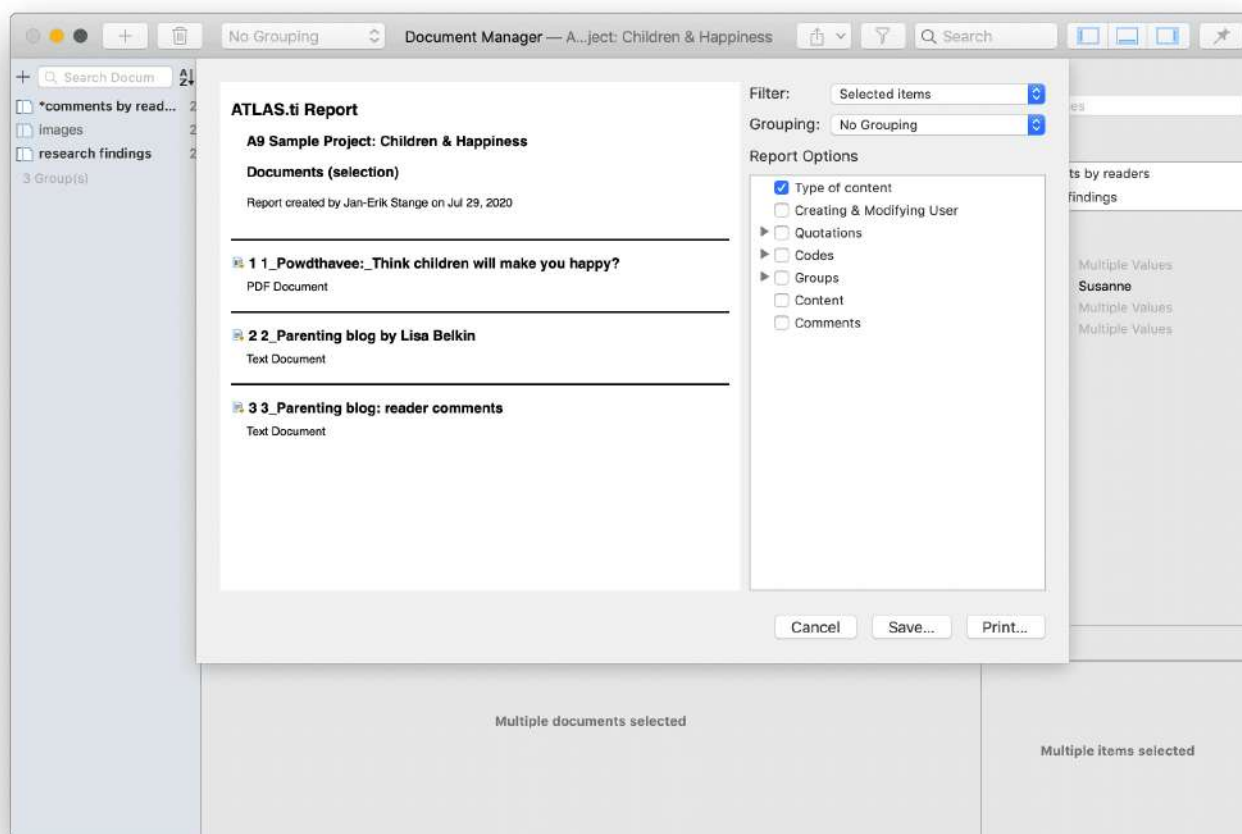 No Grouping
Document Manager — A...ject: Children & Happiness
Search
Search Docum
*comments by read... 2
images 2
research findings 2
3 Group(s)
ATLAS.ti Report
A9 Sample Project: Children & Happiness
Documents (selection)
Report created by Jan-Erik Stange on Jul 29, 2020
1 1_Powdthavee:_Think children will make you happy?
PDF Document
2 2_Parenting blog by Lisa Belkin
Text Document
3 3_Parenting blog: reader comments
Text Document
Filter: Selected items
Grouping: No Grouping
Report Options
Type of content
Creating & Modifying User
Quotations
Codes
Groups
Content
Comments
Cancel
Save...
Print...
es
ts by readers
findings
Multiple Values
Susanne
Multiple Values
Multiple Values
Multiple documents selected
Multiple items selected